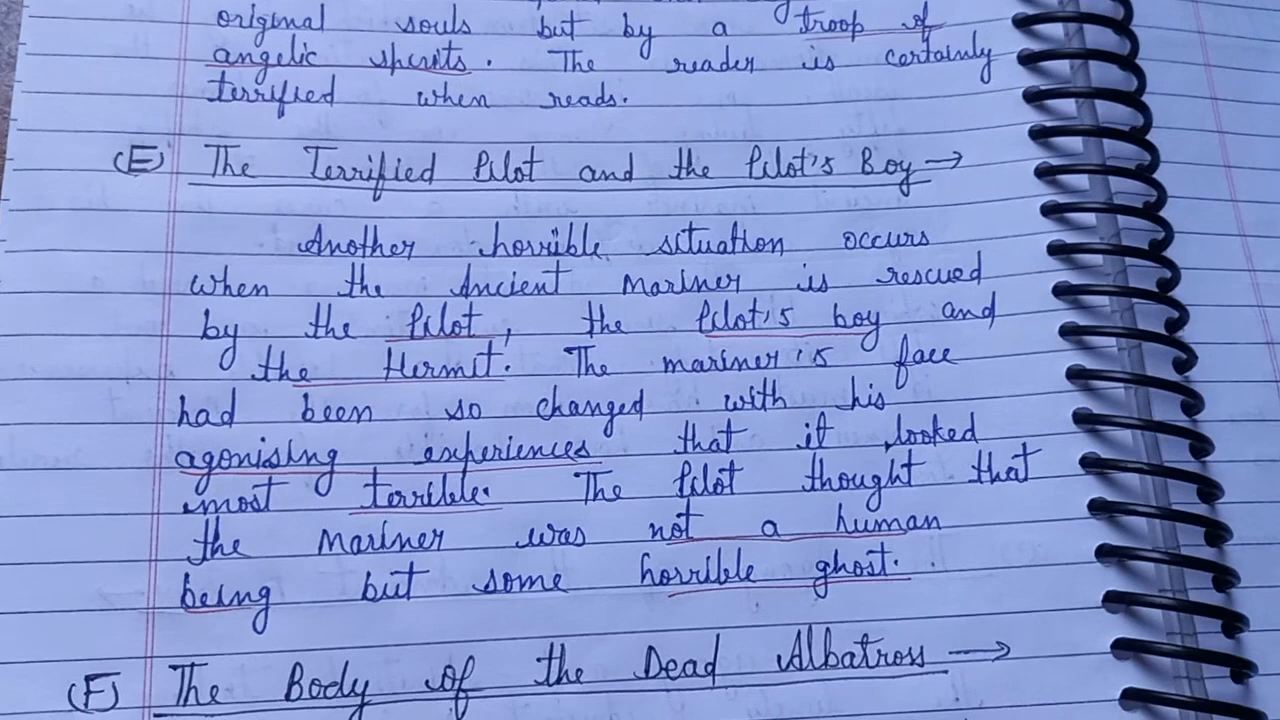 original souls but by a troop of
angelic spirits. The reader is certainly
terrified when reads.
(E) The Terrified Pilot and the Pilot's Boy →
Another horrible situation occurs
when the Ancient Mariner is rescued
by the Pilot, the Pilot's boy and
the Hermit. The mariner's face
had been so changed with his
agonising experiences that it looked
most terrible. The Pilot thought that
the Mariner was not a human
being but some horrible ghost.
(F) The Body of the Dead Albatross →